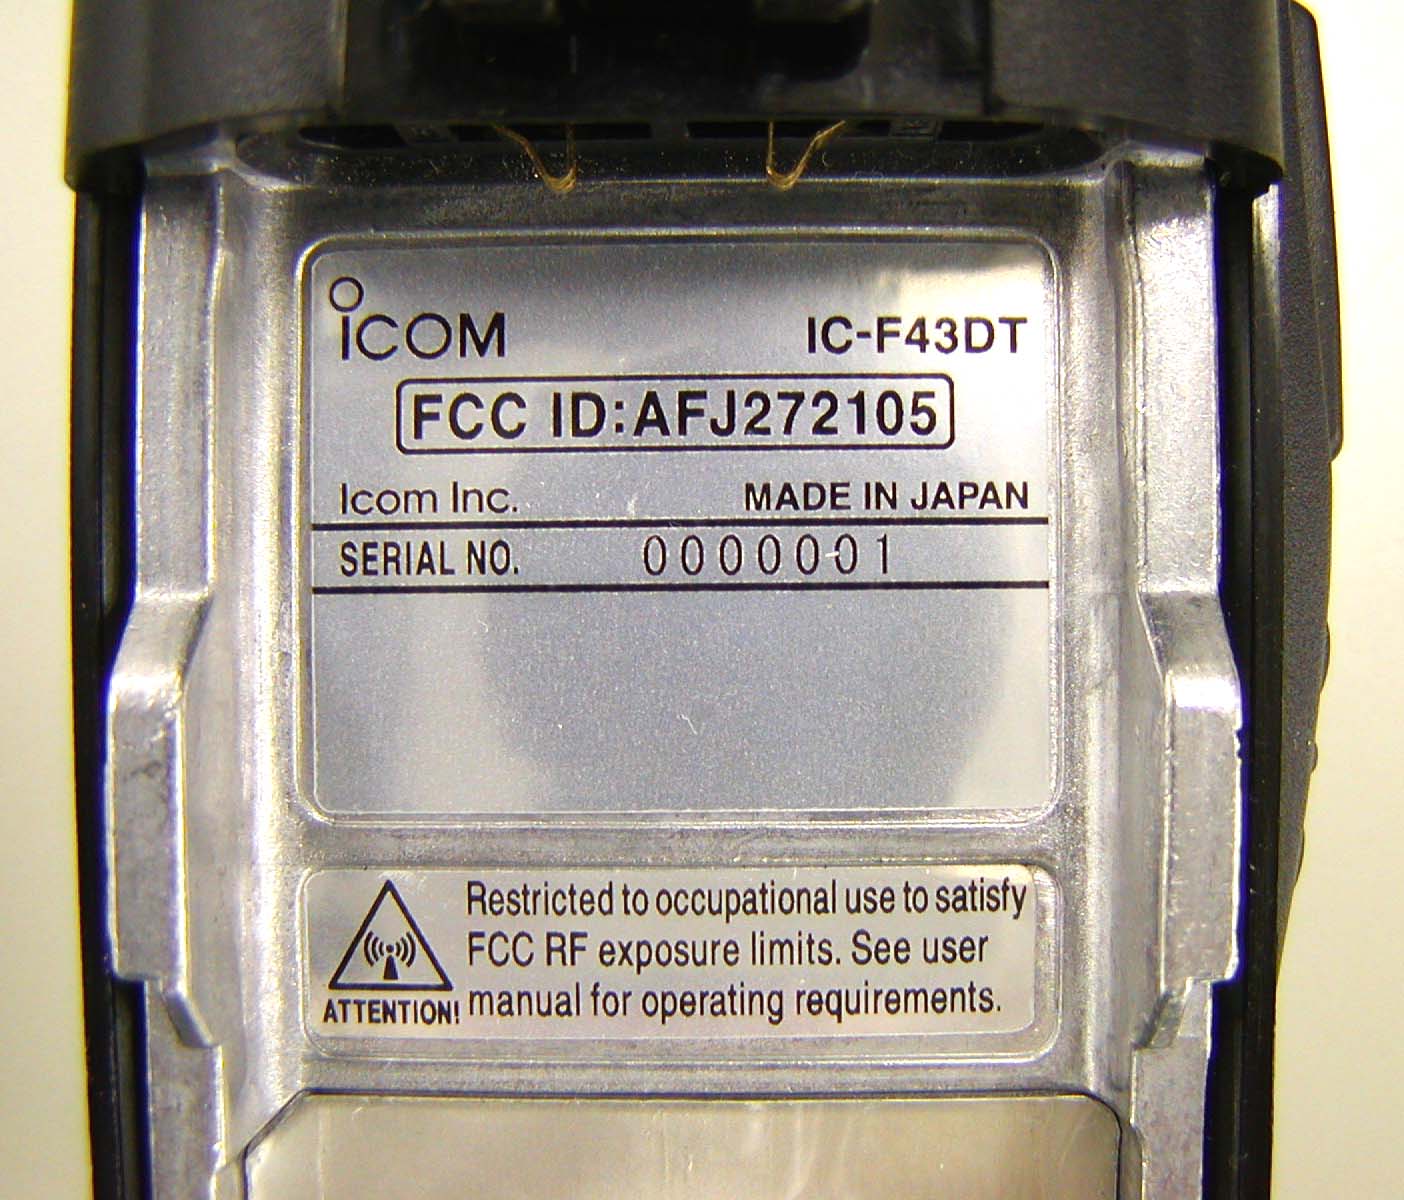 iCOM IC-F43DT
FCC ID:AFJ272105
Icom Inc. MADE IN JAPAN
SERIAL NO. 0000001
Restricted to occupational use to satisfy
FCC RF exposure limits. See user
manual for operating requirements.
ATTENTION!